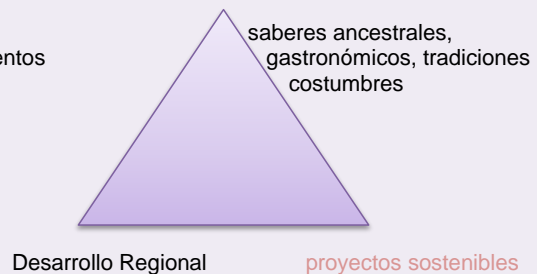 saberes ancestrales,
gastronómicos, tradiciones
costumbres
Desarrollo Regional
proyectos sostenibles